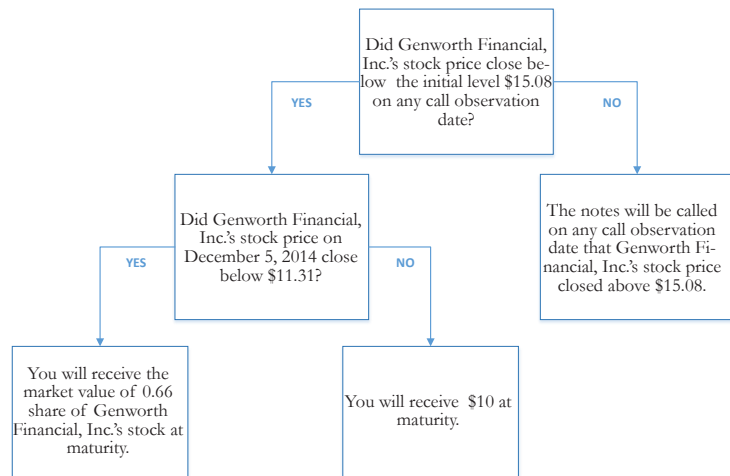 Did Genworth Financial,
Inc.'s stock price close be-
low the initial level $15.08
on any call observation
date?
YES
NO
Did Genworth Financial,
Inc.'s stock price on
December 5, 2014 close
below $11.31?
The notes will be called
on any call observation
date that Genworth Fi-
nancial, Inc.'s stock price
closed above $15.08.
YES
NO
You will receive the
market value of 0.66
share of Genworth
Financial, Inc.'s stock at
maturity.
You will receive $10 at
maturity.